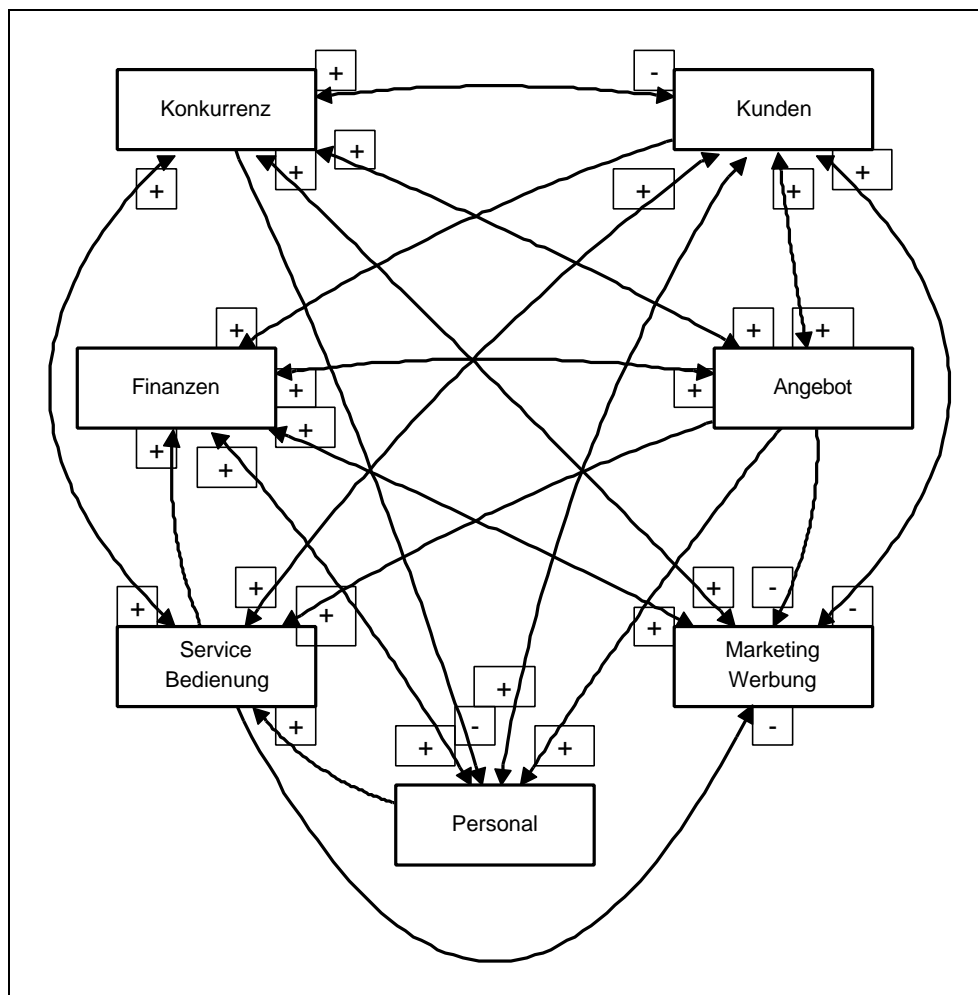 + -
Konkurrenz Kunden
+
+ + + + +
+ + +
Finanzen Angebot
+ +
+
+
+
+ + + + - -
+
Service Marketing
Bedienung Werbung
+
+ - -
+ +
Personal